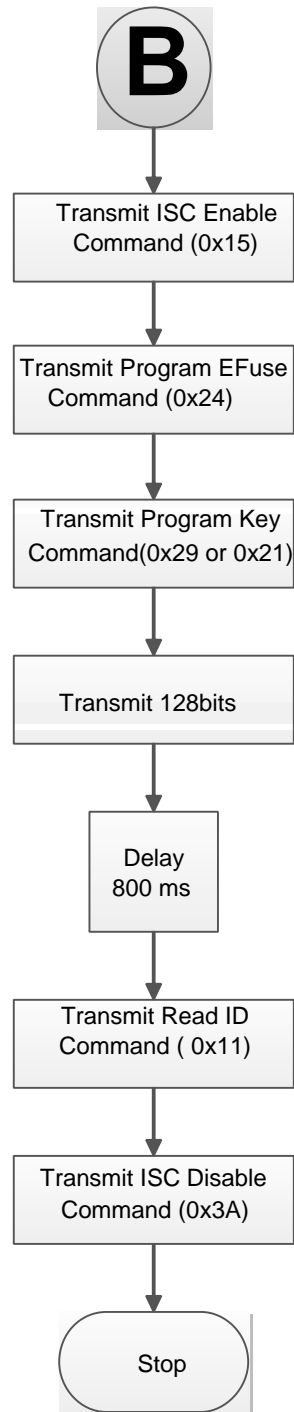 B
Transmit ISC Enable
Command (0x15)
Transmit Program EFuse
Command (0x24)
Transmit Program Key
Command(0x29 or 0x21)
Transmit 128bits
Delay
800 ms
Transmit Read ID
Command ( 0x11)
Transmit ISC Disable
Command (0x3A)
Stop